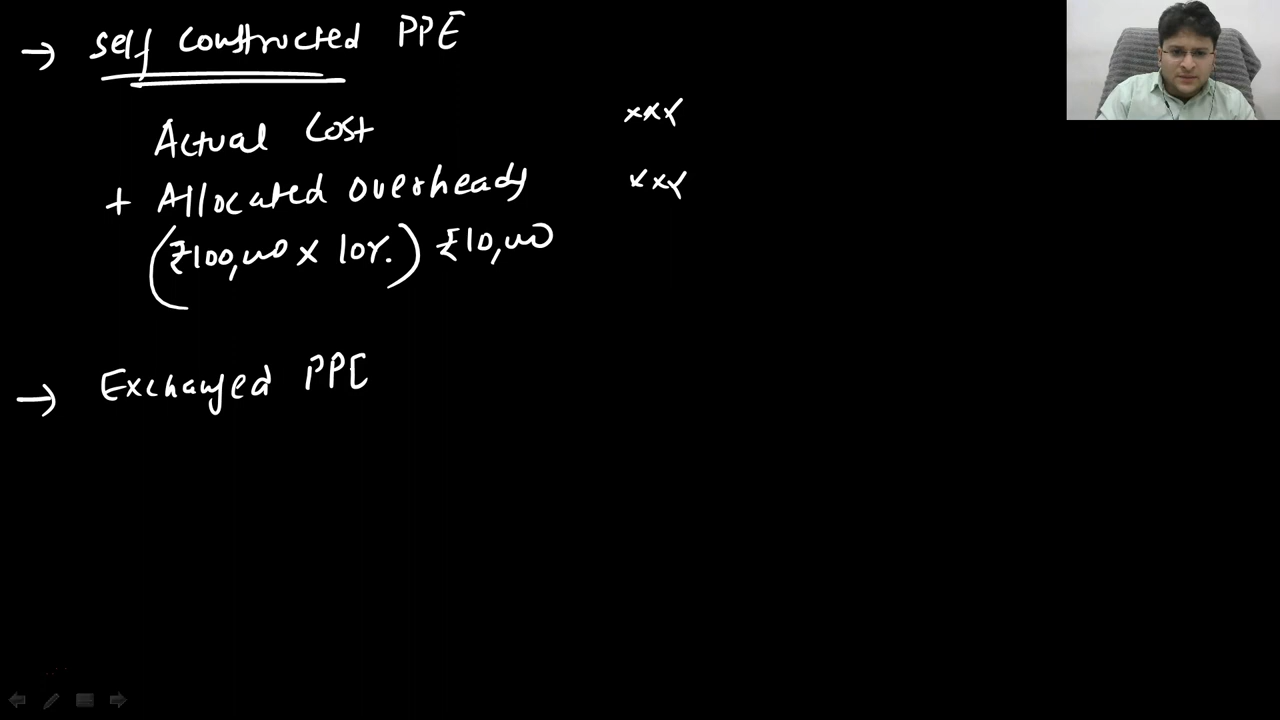 → Self constructed PPE
Actual Cost xxx
+ Allocated overheads xxx
(₹100,000 x 10%.) ₹10,000
→ Exchanged PPE